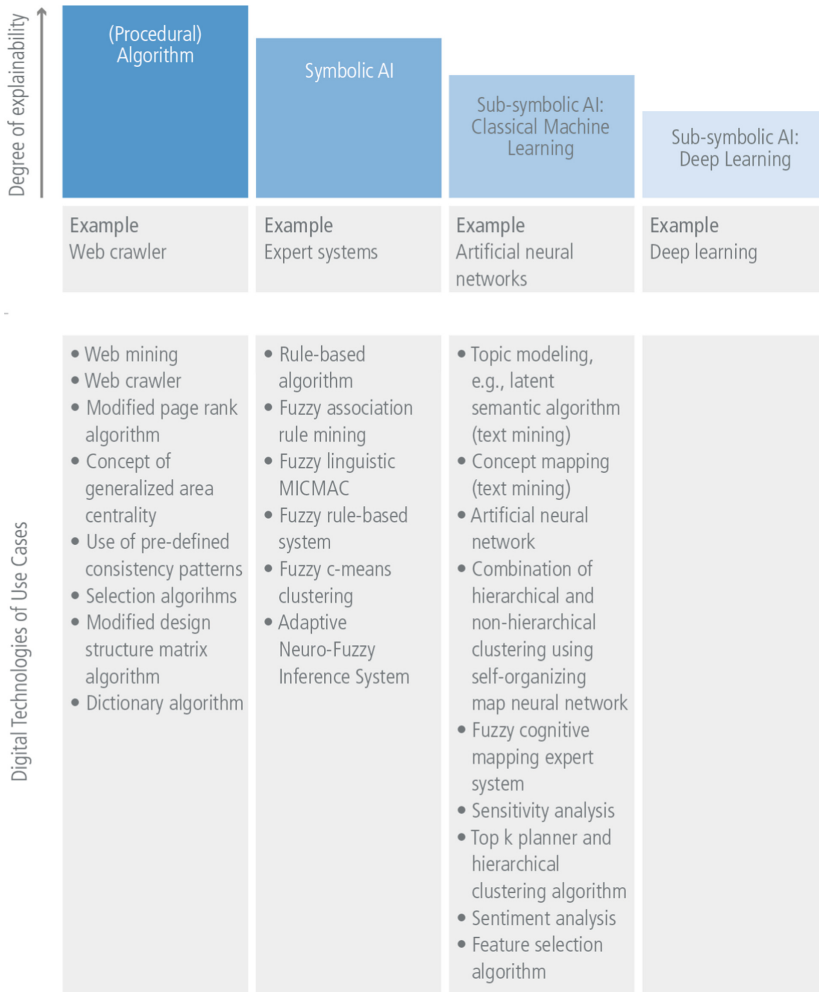 Degree of explainability
(Procedural)
Algorithm
Symbolic AI
Sub-symbolic AI:
Classical Machine
Learning
Sub-symbolic AI:
Deep Learning
Example
Web crawler
Example
Expert systems
Example
Artificial neural
networks
Example
Deep learning
Digital Technologies of Use Cases
• Web mining
• Web crawler
• Modified page rank
algorithm
• Concept of
generalized area
centrality
• Use of pre-defined
consistency patterns
• Selection algorihms
• Modified design
structure matrix
algorithm
• Dictionary algorithm
• Rule-based
algorithm
• Fuzzy association
rule mining
• Fuzzy linguistic
MICMAC
• Fuzzy rule-based
system
• Fuzzy c-means
clustering
• Adaptive
Neuro-Fuzzy
Inference System
• Topic modeling,
e.g., latent
semantic algorithm
(text mining)
• Concept mapping
(text mining)
• Artificial neural
network
• Combination of
hierarchical and
non-hierarchical
clustering using
self-organizing
map neural network
• Fuzzy cognitive
mapping expert
system
• Sensitivity analysis
• Top k planner and
hierarchical
clustering algorithm
• Sentiment analysis
• Feature selection
algorithm